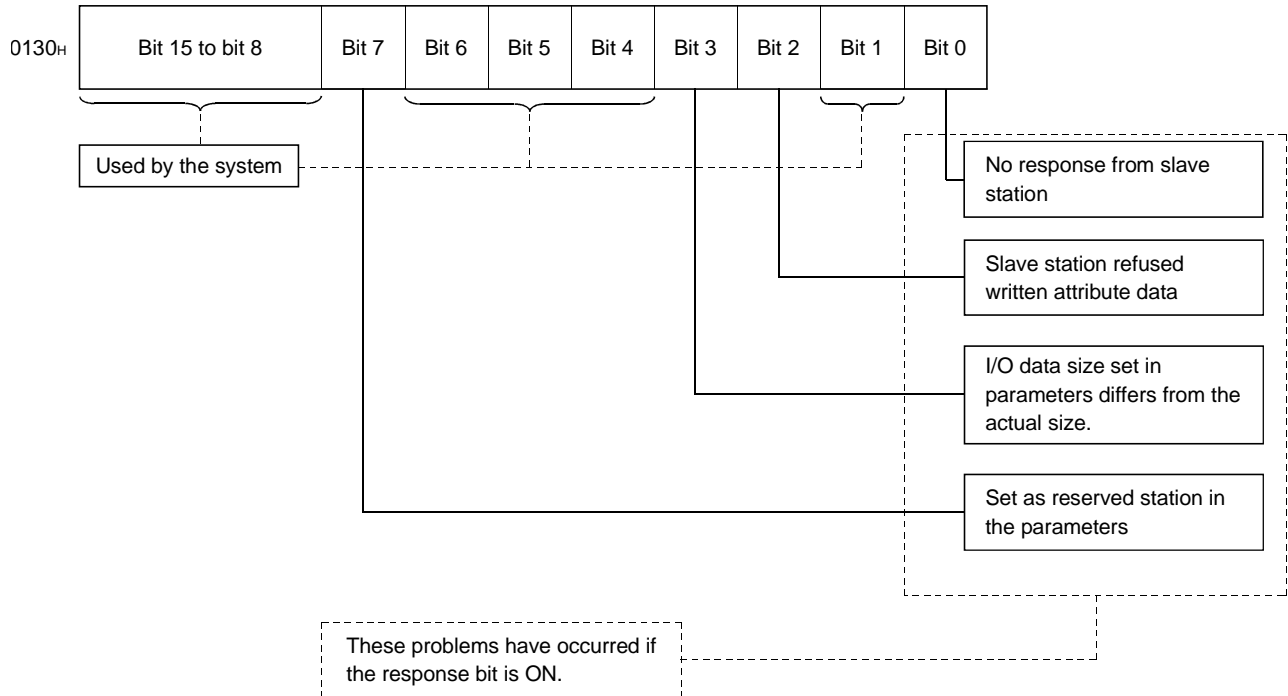 0130H
Bit 15 to bit 8
Bit 7
Bit 6
Bit 5
Bit 4
Bit 3
Bit 2
Bit 1
Bit 0
Used by the system
No response from slave
station
Slave station refused
written attribute data
I/O data size set in
parameters differs from the
actual size.
Set as reserved station in
the parameters
These problems have occurred if
the response bit is ON.